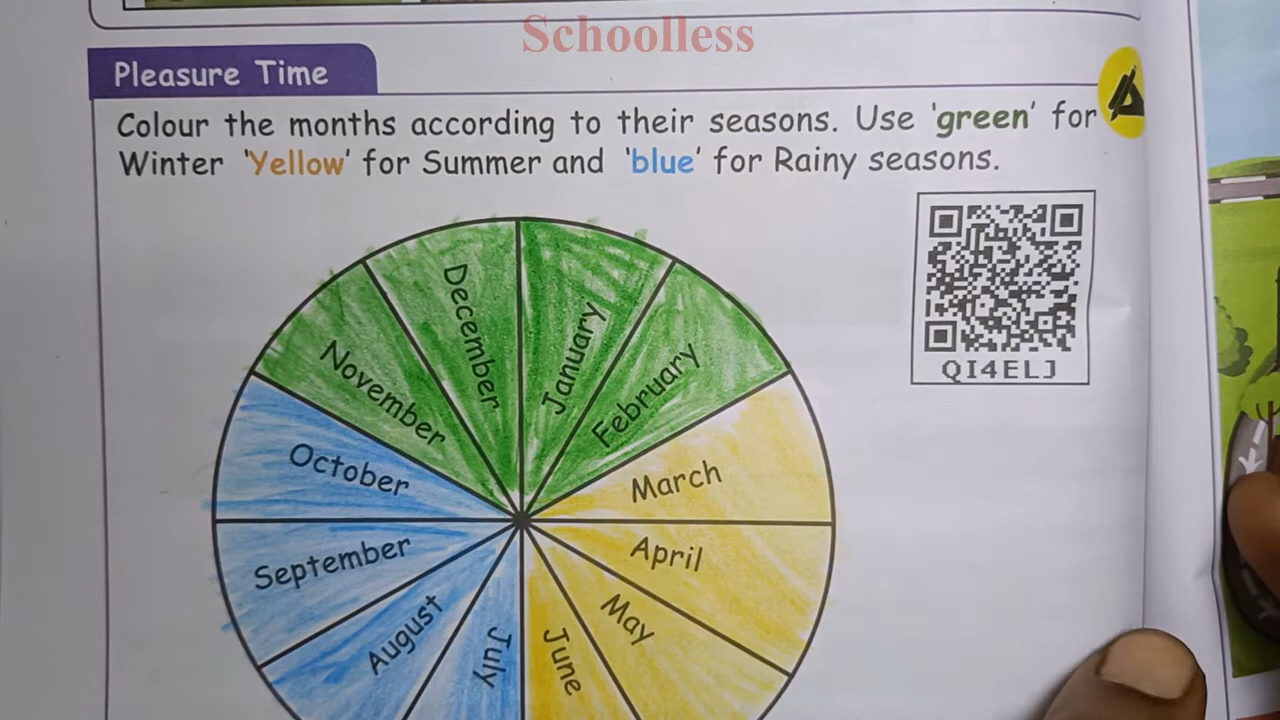 Schoolless
Pleasure Time
Colour the months according to their seasons. Use 'green' for
Winter 'Yellow' for Summer and 'blue' for Rainy seasons.
QI4ELJ
December
January
November
February
October
March
September
April
August
May
July
June